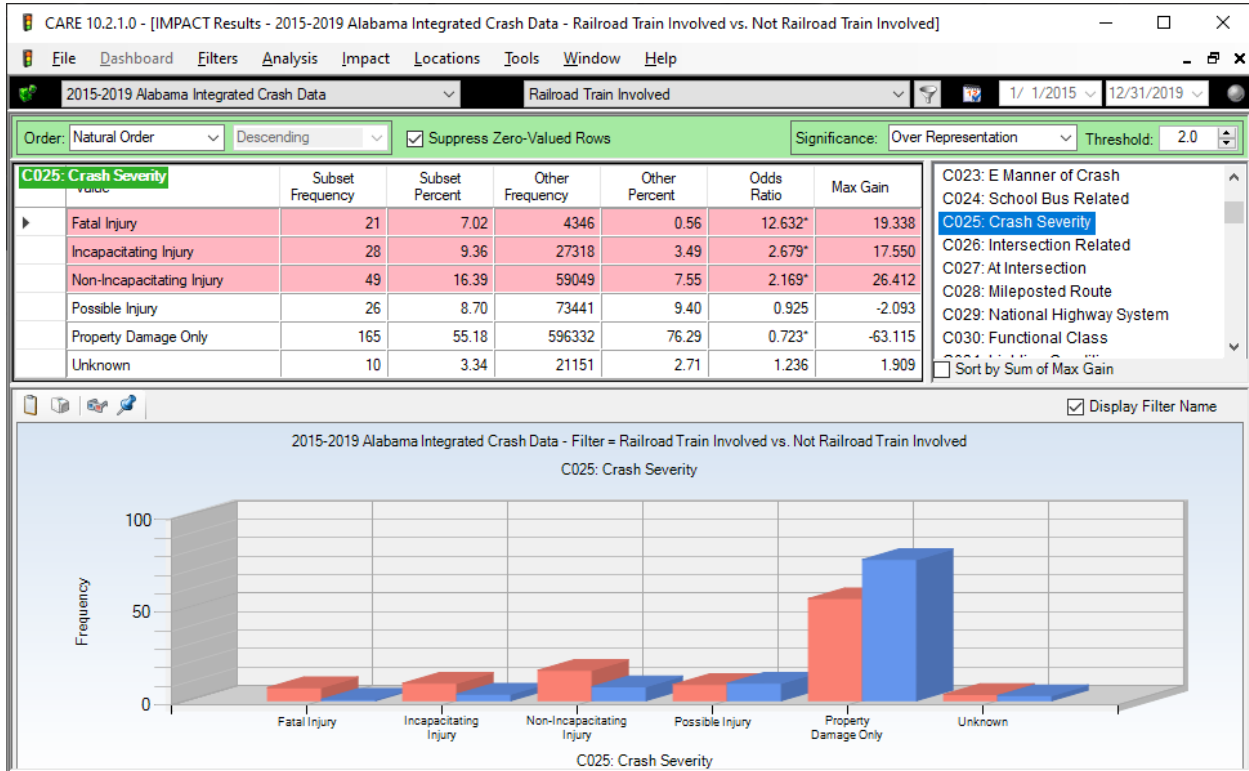 CARE 10.2.1.0 - [IMPACT Results - 2015-2019 Alabama Integrated Crash Data - Railroad Train Involved vs. Not Railroad Train Involved]
File Dashboard Filters Analysis Impact Locations Tools Window Help
2015-2019 Alabama Integrated Crash Data Railroad Train Involved 1/ 1/2015 12/31/2019
Order: Natural Order Descending Suppress Zero-Valued Rows Significance: Over Representation Threshold: 2.0
C025: Crash Severity Subset Frequency Subset Percent Other Frequency Other Percent Odds Ratio Max Gain
Fatal Injury 21 7.02 4346 0.56 12.632* 19.338
Incapacitating Injury 28 9.36 27318 3.49 2.679* 17.550
Non-Incapacitating Injury 49 16.39 59049 7.55 2.169* 26.412
Possible Injury 26 8.70 73441 9.40 0.925 -2.093
Property Damage Only 165 55.18 596332 76.29 0.723* -63.115
Unknown 10 3.34 21151 2.71 1.236 1.909
C023: E Manner of Crash
C024: School Bus Related
C025: Crash Severity
C026: Intersection Related
C027: At Intersection
C028: Mileposted Route
C029: National Highway System
C030: Functional Class
Sort by Sum of Max Gain
Display Filter Name
2015-2019 Alabama Integrated Crash Data - Filter = Railroad Train Involved vs. Not Railroad Train Involved
C025: Crash Severity
100
50
0
Frequency
Fatal Injury
Incapacitating
Injury
Non-Incapacitating
Injury
Possible Injury
Property
Damage Only
Unknown
C025: Crash Severity